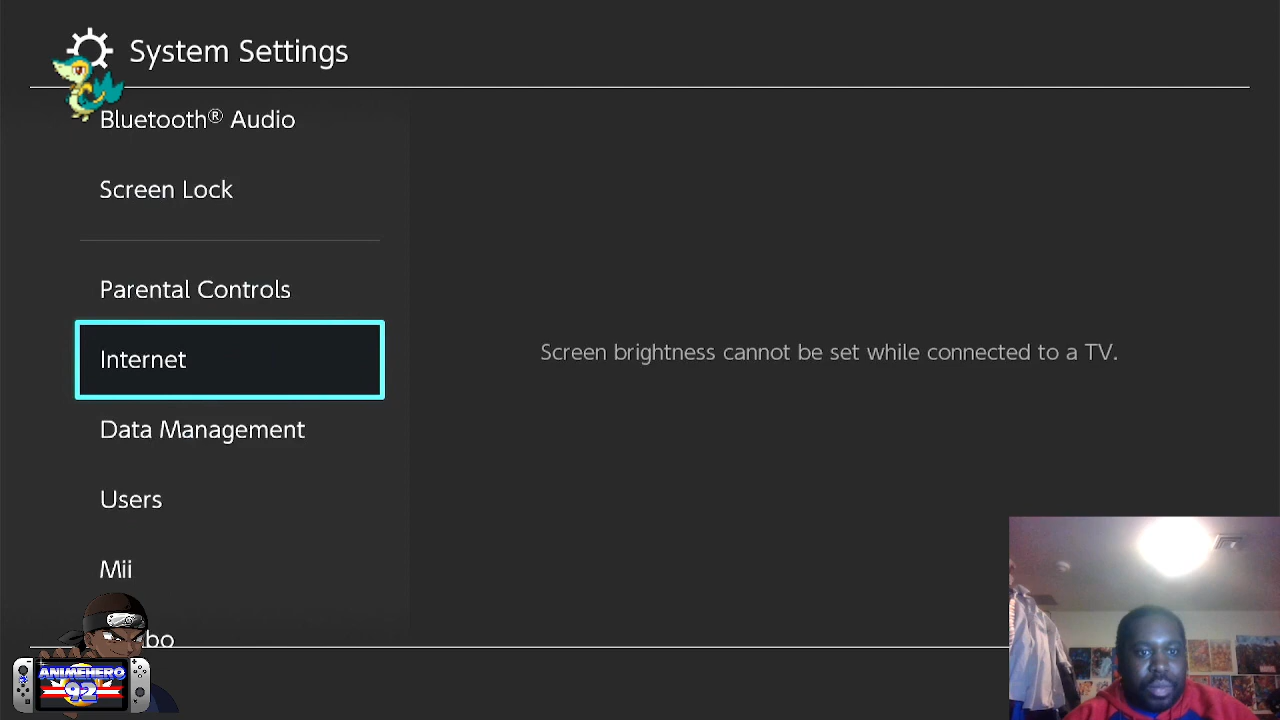 System Settings
Bluetooth® Audio
Screen Lock
Parental Controls
Internet
Screen brightness cannot be set while connected to a TV.
Data Management
Users
Mii
bo
ANIMEHERO
92